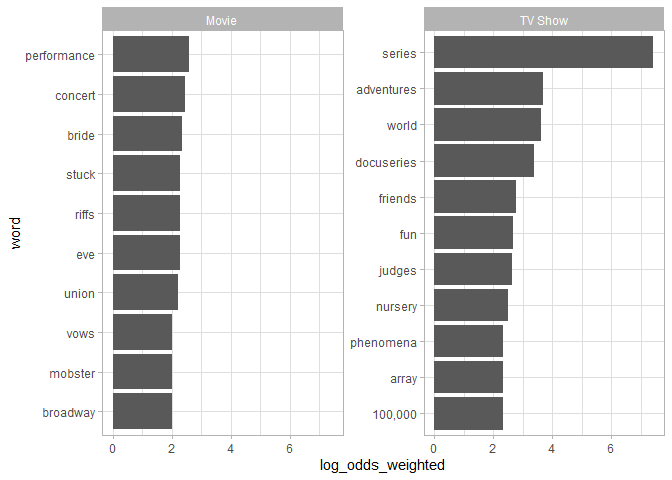 Movie
TV Show
word
performance
concert
bride
stuck
riffs
eve
union
vows
mobster
broadway
0 2 4 6
series
adventures
world
docuseries
friends
fun
judges
nursery
phenomena
array
100,000
0 2 4 6
log_odds_weighted